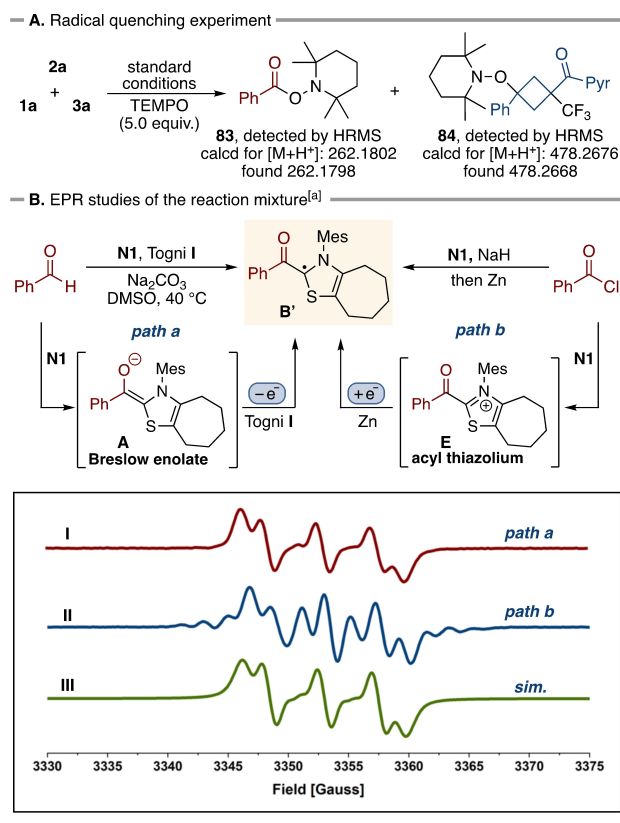 A. Radical quenching experiment
1a + 2a 3a
standard conditions
TEMPO
(5.0 equiv.)
Ph O O N
83, detected by HRMS
calcd for [M+H⁺]: 262.1802
found 262.1798
+
N O Ph O Pyr CF₃
84, detected by HRMS
calcd for [M+H⁺]: 478.2676
found 478.2668
B. EPR studies of the reaction mixture[a]
Ph O H
N1, Togni I
Na₂CO₃
DMSO, 40 °C
path a
Ph O N Mes S
B’
N1, NaH
then Zn
path b
Ph O Cl
N1
Ph O⊖ N Mes S
A
Breslow enolate
− e⁻
Togni I
+ e⁻
Zn
Ph O N Mes ⊕ S
E
acyl thiazolium
N1
I
path a
II
path b
III
sim.
3330 3335 3340 3345 3350 3355 3360 3365 3370 3375
Field [Gauss]